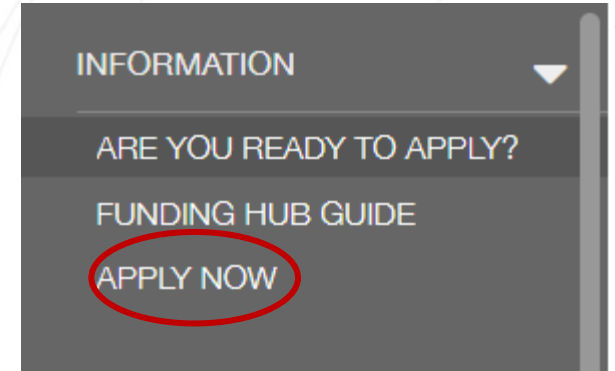 INFORMATION
ARE YOU READY TO APPLY?
FUNDING HUB GUIDE
APPLY NOW